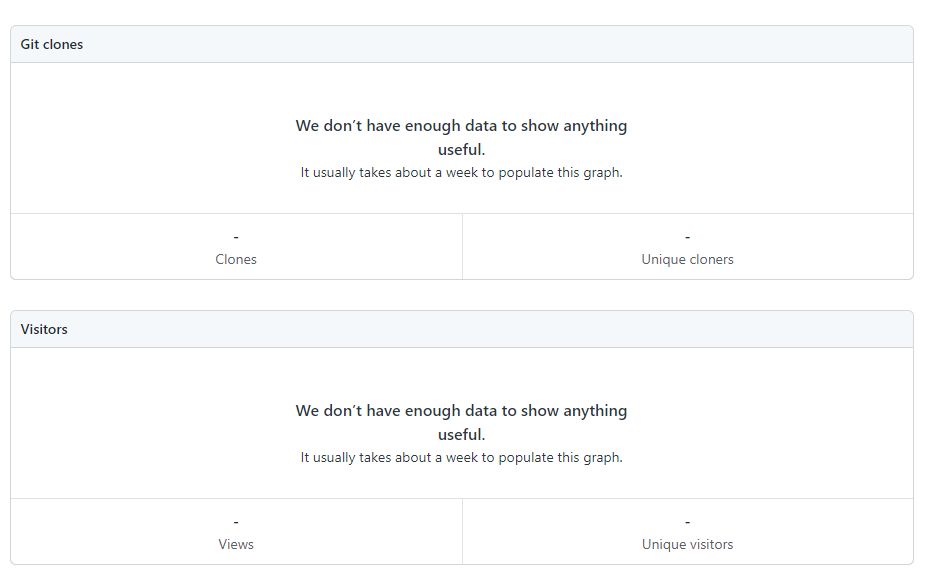 Git clones
We don’t have enough data to show anything
useful.
It usually takes about a week to populate this graph.
-
Clones
-
Unique cloners
Visitors
We don’t have enough data to show anything
useful.
It usually takes about a week to populate this graph.
-
Views
-
Unique visitors